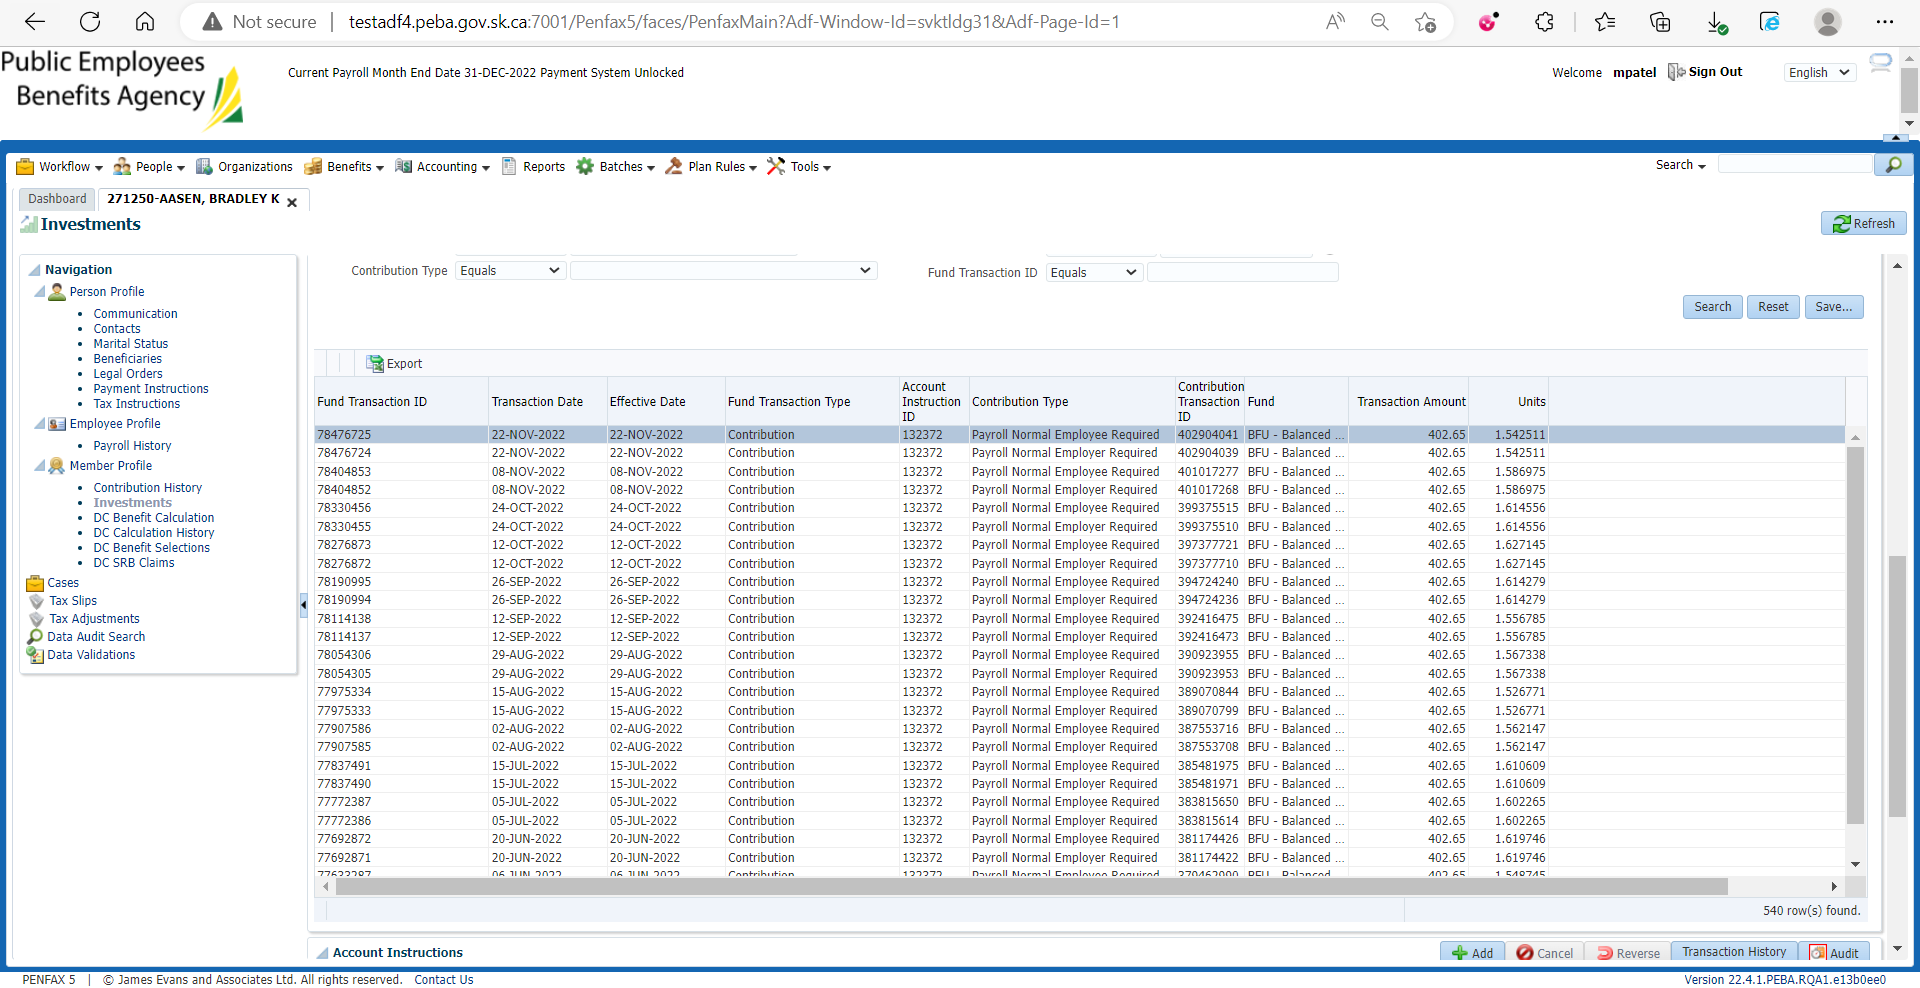 Not secure testadf4.peba.gov.sk.ca:7001/Penfax5/faces/PenfaxMain?Adf-Window-Id=svktldg31&Adf-Page-Id=1
Public Employees
Benefits Agency
Current Payroll Month End Date 31-DEC-2022 Payment System Unlocked
Welcome mpatel Sign Out English
Workflow People Organizations Benefits Accounting Reports Batches Plan Rules Tools Search
Dashboard 271250-AASEN, BRADLEY K
Investments Refresh
Navigation
Person Profile
Communication
Contacts
Marital Status
Beneficiaries
Legal Orders
Payment Instructions
Tax Instructions
Employee Profile
Payroll History
Member Profile
Contribution History
Investments
DC Benefit Calculation
DC Calculation History
DC Benefit Selections
DC SRB Claims
Cases
Tax Slips
Tax Adjustments
Data Audit Search
Data Validations
Contribution Type Equals Fund Transaction ID Equals
Search Reset Save...
Export
Fund Transaction ID Transaction Date Effective Date Fund Transaction Type Account Instruction ID Contribution Type Contribution Transaction ID Fund Transaction Amount Units
78476725 22-NOV-2022 22-NOV-2022 Contribution 132372 Payroll Normal Employee Required 402904041 BFU - Balanced ... 402.65 1.542511
78476724 22-NOV-2022 22-NOV-2022 Contribution 132372 Payroll Normal Employer Required 402904039 BFU - Balanced ... 402.65 1.542511
78404853 08-NOV-2022 08-NOV-2022 Contribution 132372 Payroll Normal Employee Required 401017277 BFU - Balanced ... 402.65 1.586975
78404852 08-NOV-2022 08-NOV-2022 Contribution 132372 Payroll Normal Employer Required 401017268 BFU - Balanced ... 402.65 1.586975
78330456 24-OCT-2022 24-OCT-2022 Contribution 132372 Payroll Normal Employee Required 399375515 BFU - Balanced ... 402.65 1.614556
78330455 24-OCT-2022 24-OCT-2022 Contribution 132372 Payroll Normal Employer Required 399375510 BFU - Balanced ... 402.65 1.614556
78276873 12-OCT-2022 12-OCT-2022 Contribution 132372 Payroll Normal Employee Required 397377721 BFU - Balanced ... 402.65 1.627145
78276872 12-OCT-2022 12-OCT-2022 Contribution 132372 Payroll Normal Employer Required 397377710 BFU - Balanced ... 402.65 1.627145
78190995 26-SEP-2022 26-SEP-2022 Contribution 132372 Payroll Normal Employee Required 394724240 BFU - Balanced ... 402.65 1.614279
78190994 26-SEP-2022 26-SEP-2022 Contribution 132372 Payroll Normal Employer Required 394724236 BFU - Balanced ... 402.65 1.614279
78114138 12-SEP-2022 12-SEP-2022 Contribution 132372 Payroll Normal Employee Required 392416475 BFU - Balanced ... 402.65 1.556785
78114137 12-SEP-2022 12-SEP-2022 Contribution 132372 Payroll Normal Employer Required 392416473 BFU - Balanced ... 402.65 1.556785
78054306 29-AUG-2022 29-AUG-2022 Contribution 132372 Payroll Normal Employee Required 390923955 BFU - Balanced ... 402.65 1.567338
78054305 29-AUG-2022 29-AUG-2022 Contribution 132372 Payroll Normal Employer Required 390923953 BFU - Balanced ... 402.65 1.567338
77975334 15-AUG-2022 15-AUG-2022 Contribution 132372 Payroll Normal Employee Required 389070844 BFU - Balanced ... 402.65 1.526771
77975333 15-AUG-2022 15-AUG-2022 Contribution 132372 Payroll Normal Employer Required 389070799 BFU - Balanced ... 402.65 1.526771
77907586 02-AUG-2022 02-AUG-2022 Contribution 132372 Payroll Normal Employee Required 387553716 BFU - Balanced ... 402.65 1.562147
77907585 02-AUG-2022 02-AUG-2022 Contribution 132372 Payroll Normal Employer Required 387553708 BFU - Balanced ... 402.65 1.562147
77837491 15-JUL-2022 15-JUL-2022 Contribution 132372 Payroll Normal Employee Required 385481975 BFU - Balanced ... 402.65 1.610609
77837490 15-JUL-2022 15-JUL-2022 Contribution 132372 Payroll Normal Employer Required 385481971 BFU - Balanced ... 402.65 1.610609
77772387 05-JUL-2022 05-JUL-2022 Contribution 132372 Payroll Normal Employee Required 383815650 BFU - Balanced ... 402.65 1.602265
77772386 05-JUL-2022 05-JUL-2022 Contribution 132372 Payroll Normal Employer Required 383815614 BFU - Balanced ... 402.65 1.602265
77692872 20-JUN-2022 20-JUN-2022 Contribution 132372 Payroll Normal Employee Required 381174426 BFU - Balanced ... 402.65 1.619746
77692871 20-JUN-2022 20-JUN-2022 Contribution 132372 Payroll Normal Employer Required 381174422 BFU - Balanced ... 402.65 1.619746
06-JUN-2022 06-JUN-2022 Contribution 132372 Payroll Normal Employee Required BFU - Balanced 402.65
540 row(s) found.
Account Instructions Add Cancel Reverse Transaction History Audit
PENFAX 5 | © James Evans and Associates Ltd. All rights reserved. Contact Us Version 22.4.1.PEBA.RQA1.e13b0ee0